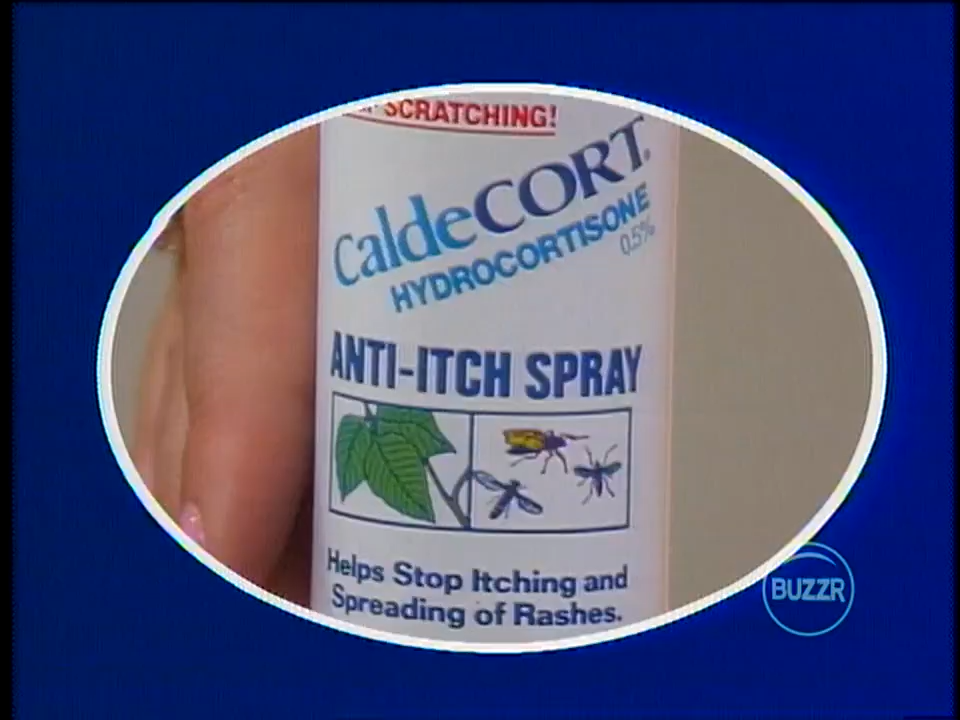 SCRATCHING!
CaldeCORT®
HYDROCORTISONE
0.5%
ANTI-ITCH SPRAY
Helps Stop Itching and
Spreading of Rashes.
BUZZR